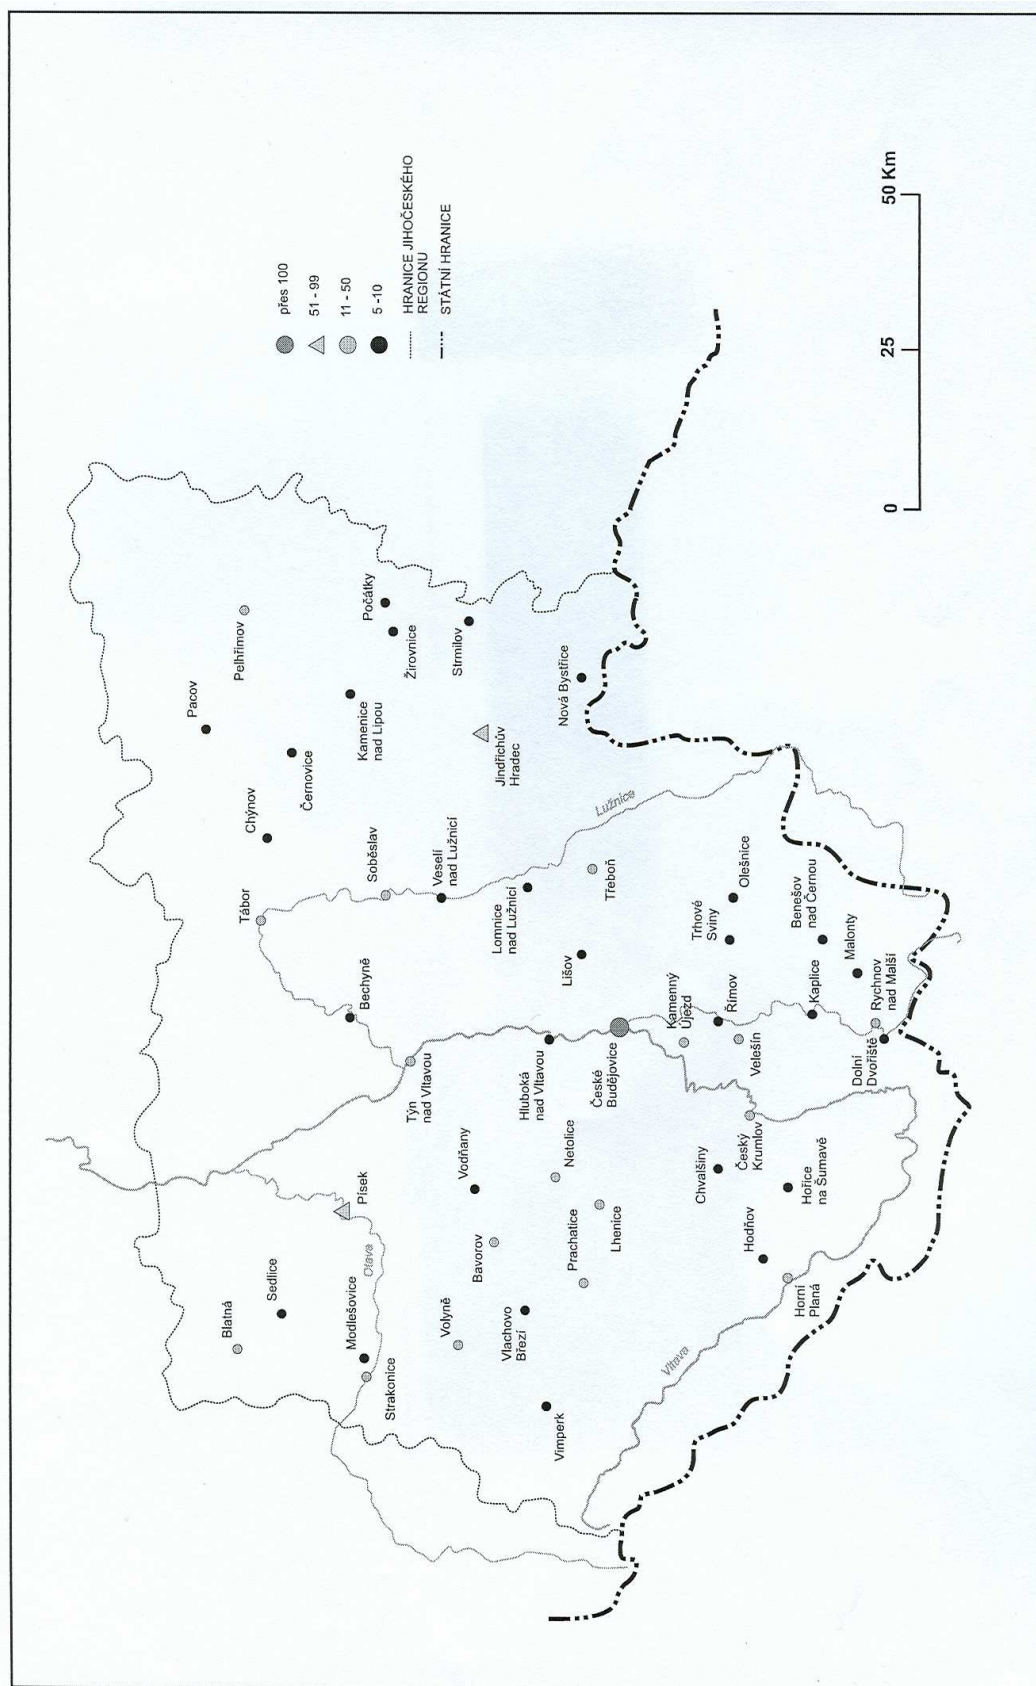 Pacov
Blatná
Pelhřimov
Tábor
Chýnov
Sedlice
Černovice
přes 100
51 - 99
11 - 50
5 -10
HRANICE JIHOČESKÉHO
REGIONU
STÁTNÍ HRANICE
Modlešovice
Písek
Otava
Strakonice
Bechyně
Soběslav
Kamenice
nad Lipou
Počátky
Žirovnice
Týn
nad Vltavou
Volyně
Bavorov
Vodňany
Veselí
nad Lužnicí
Strmilov
Jindřichův
Hradec
Vlachovo
Březí
Hluboká
nad Vltavou
Lomnice
nad Lužnicí
Vimperk
Prachatice
Netolice
Lišov
Nová Bystřice
Lhenice
České
Budějovice
Třeboň
Lužnice
Vltava
Kamenný
Újezd
Chvalšiny
Římov
Trhové
Sviny
Olešnice
Hodňov
Český
Krumlov
Velešín
Horní
Planá
Hořice
na Šumavě
Kaplice
Benešov
nad Černou
Malonty
Dolní
Dvořiště
Rychnov
nad Malší
0
25
50 Km